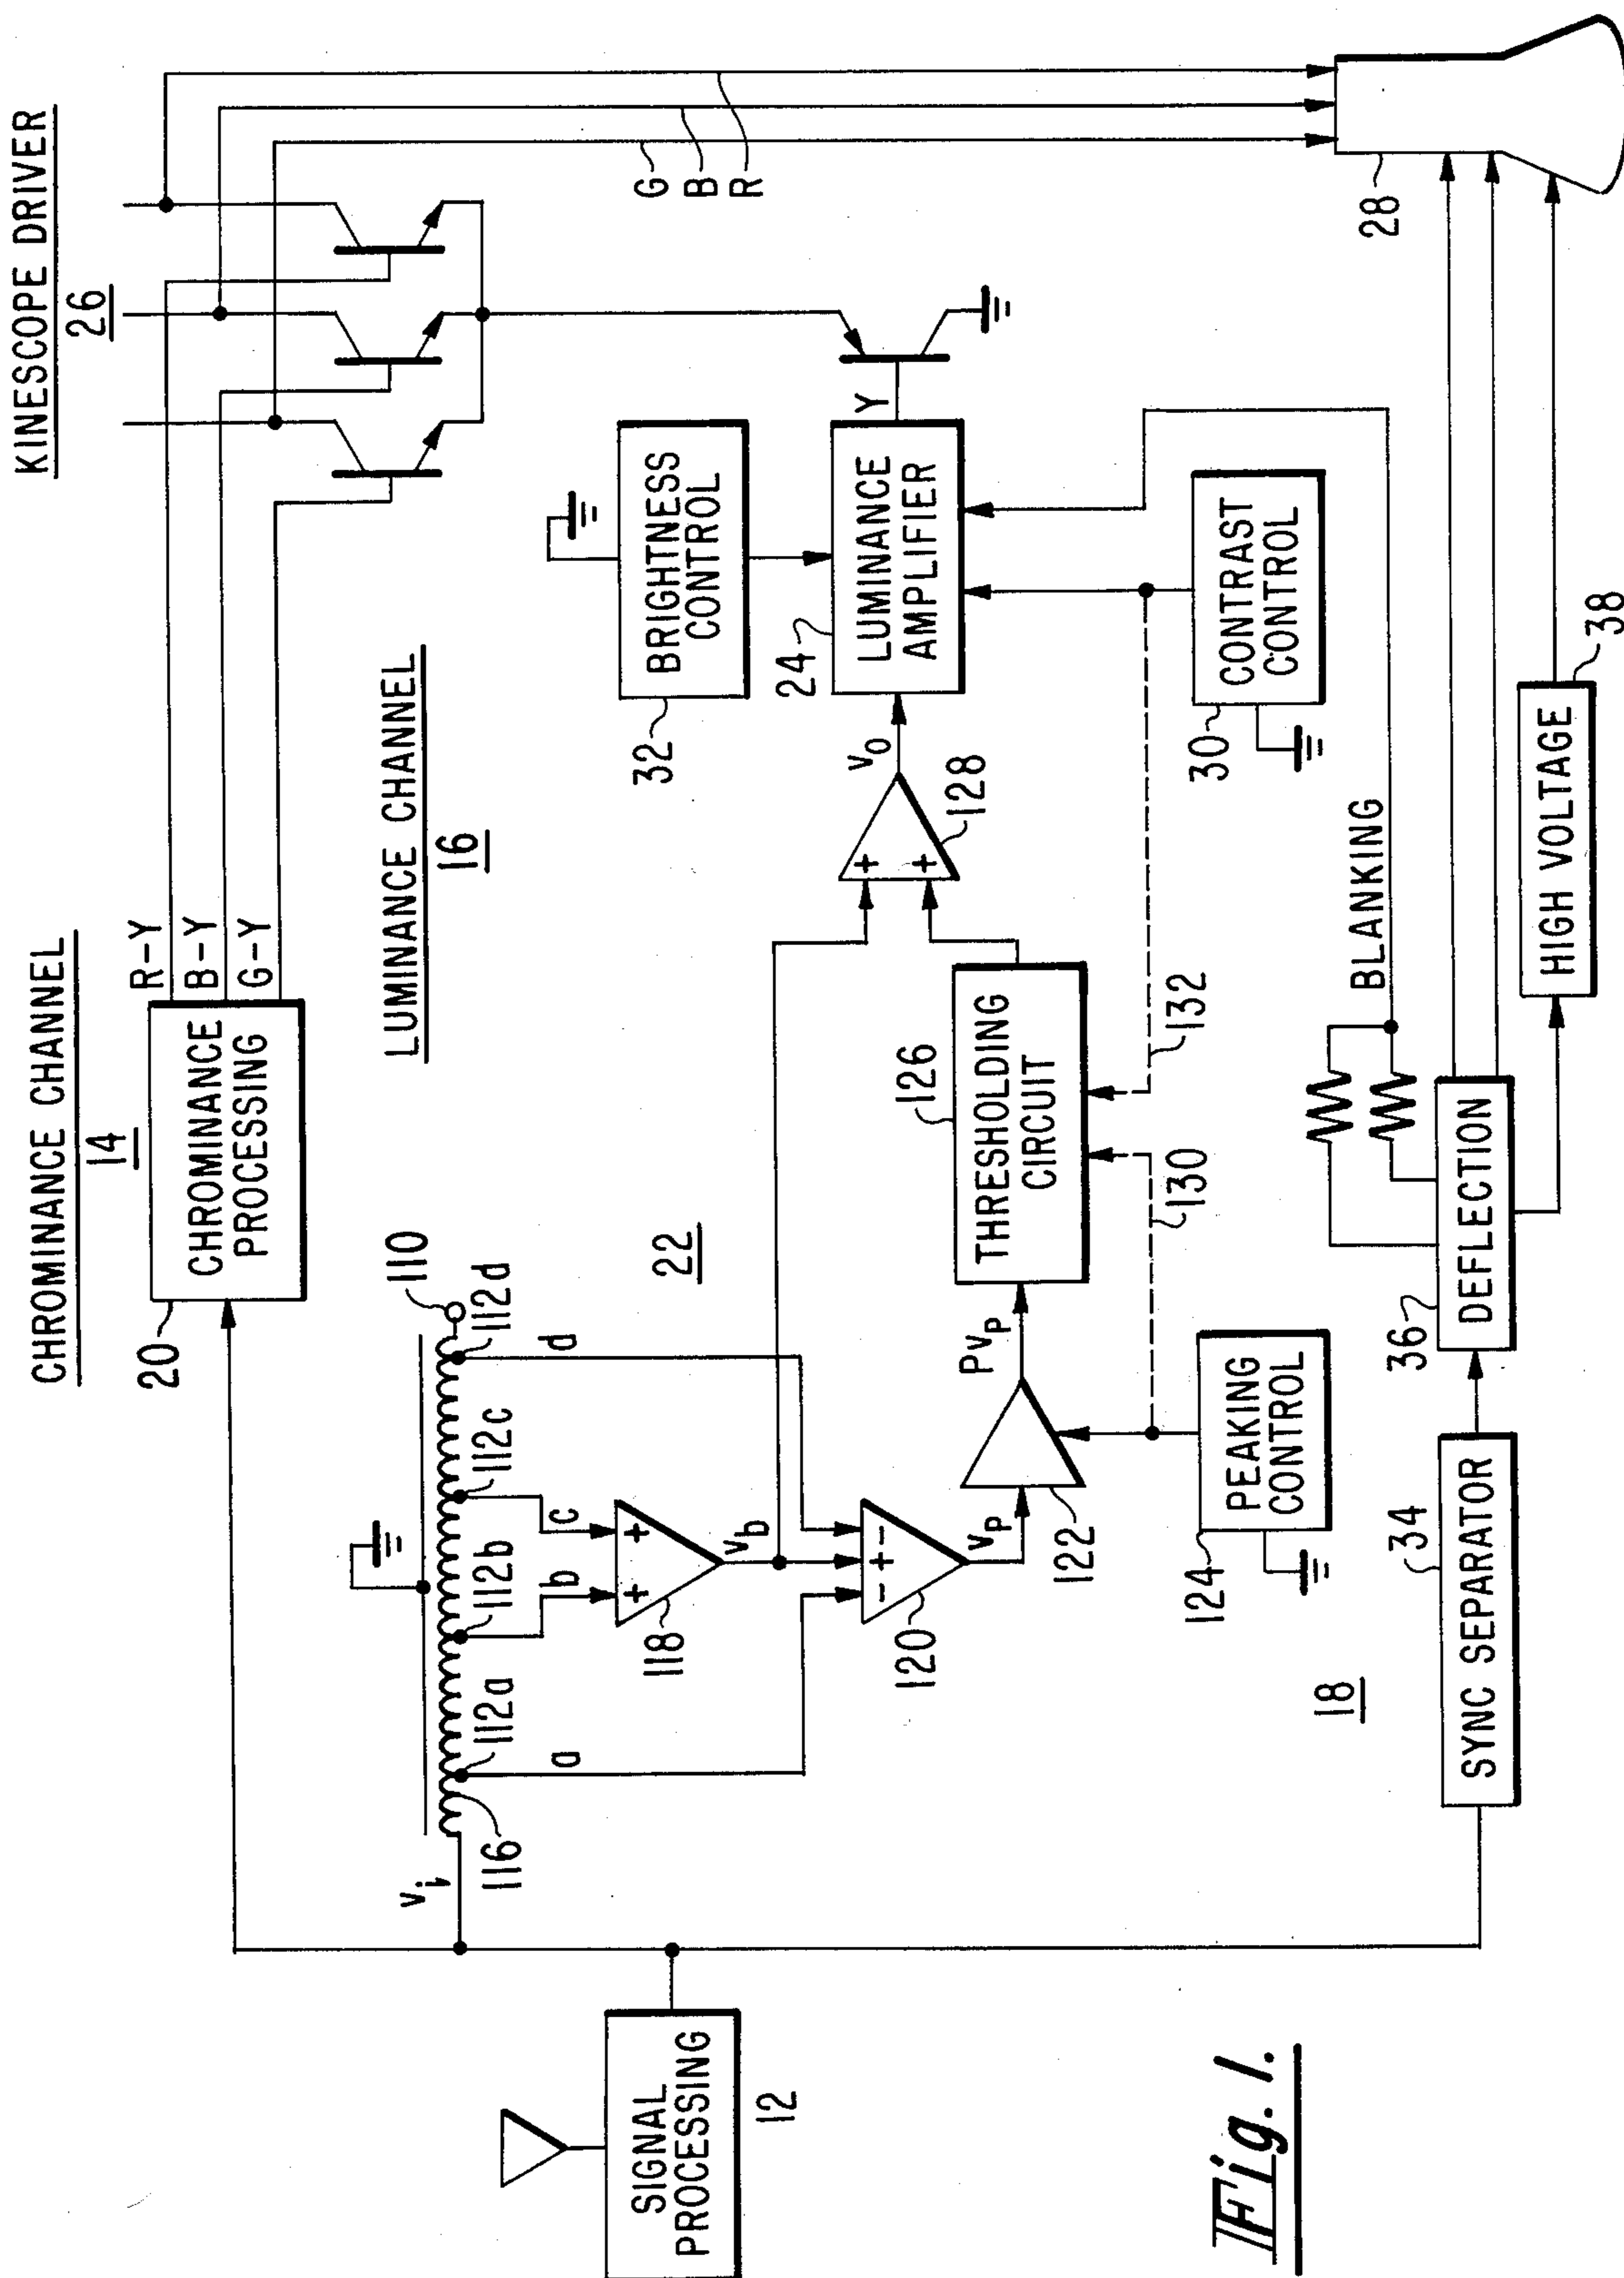 KINESCOPE DRIVER
26
CHROMINANCE CHANNEL
14
R-Y
B-Y
G-Y
CHROMINANCE
PROCESSING
20
LUMINANCE CHANNEL
16
G
B
R
110
112d
112c
112b
112a
116
vi
d
c
b
a
22
118
vb
120
vp
122
Pvp
+
+
-
+
-
+
+
BRIGHTNESS
CONTROL
32
Y
LUMINANCE
AMPLIFIER
24
vo
128
THRESHOLDING
CIRCUIT
126
130
132
PEAKING
CONTROL
124
CONTRAST
CONTROL
30
BLANKING
28
SIGNAL
PROCESSING
12
18
SYNC SEPARATOR
34
DEFLECTION
36
HIGH VOLTAGE
38
Fig. 1.